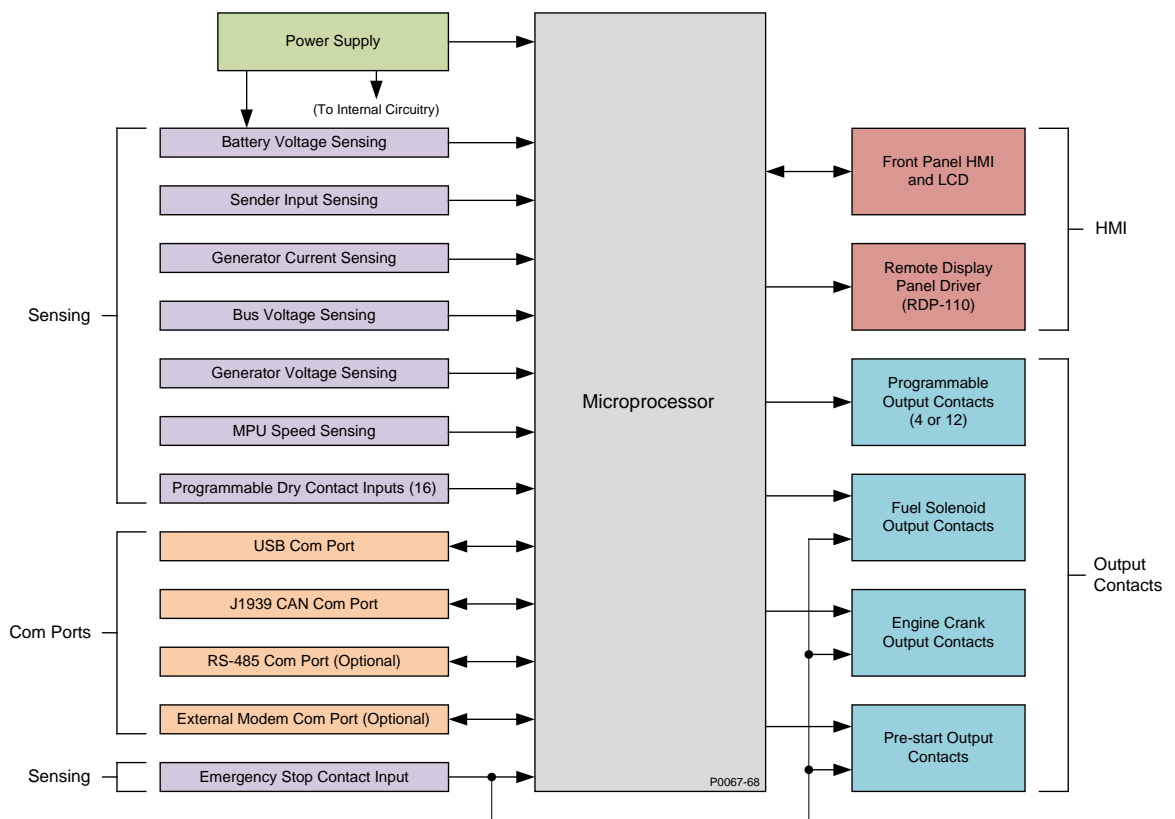 Power Supply
(To Internal Circuitry)
Sensing
Battery Voltage Sensing
Sender Input Sensing
Generator Current Sensing
Bus Voltage Sensing
Generator Voltage Sensing
MPU Speed Sensing
Programmable Dry Contact Inputs (16)
Com Ports
USB Com Port
J1939 CAN Com Port
RS-485 Com Port (Optional)
External Modem Com Port (Optional)
Sensing
Emergency Stop Contact Input
Microprocessor
P0067-68
Front Panel HMI
and LCD
Remote Display
Panel Driver
(RDP-110)
HMI
Programmable
Output Contacts
(4 or 12)
Fuel Solenoid
Output Contacts
Engine Crank
Output Contacts
Pre-start Output
Contacts
Output
Contacts